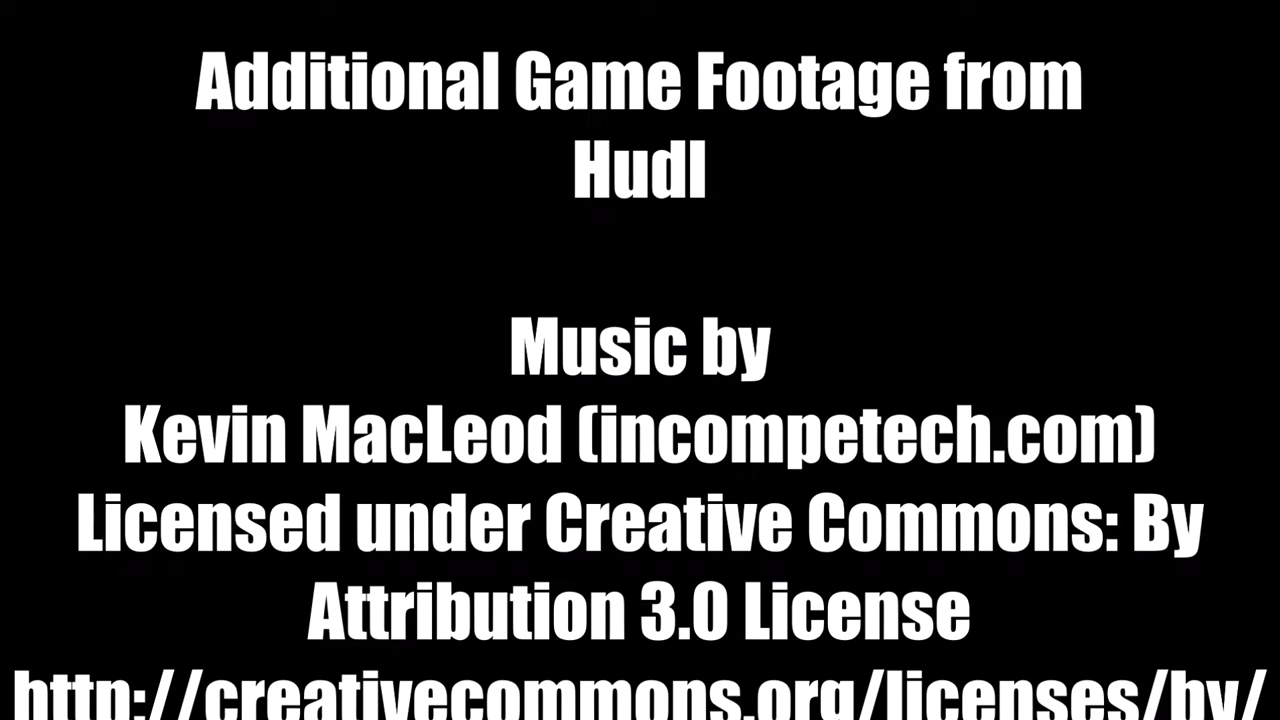 Additional Game Footage from
Hudl
Music by
Kevin MacLeod (incompetech.com)
Licensed under Creative Commons: By
Attribution 3.0 License
http://creativecommons.org/licenses/by/